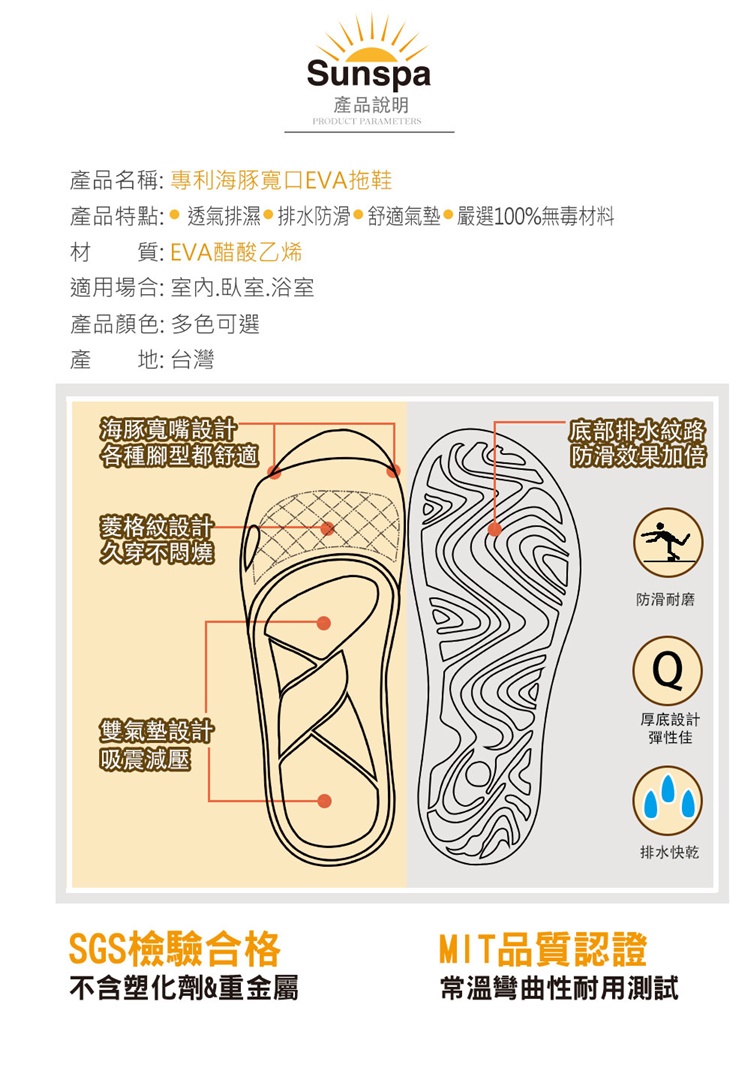 Sunspa
產品說明
PRODUCT PARAMETERS
產品名稱: 專利海豚寬口EVA拖鞋
產品特點:● 透氣排濕● 排水防滑● 舒適氣墊● 嚴選100%無毒材料
材　　質: EVA醋酸乙烯
適用場合: 室內.臥室.浴室
產品顏色: 多色可選
產　　地: 台灣
海豚寬嘴設計
各種腳型都舒適
底部排水紋路
防滑效果加倍
菱格紋設計
久穿不悶燒
防滑耐磨
Q
厚底設計
彈性佳
雙氣墊設計
吸震減壓
排水快乾
SGS檢驗合格
不含塑化劑&重金屬
MIT品質認證
常溫彎曲性耐用測試